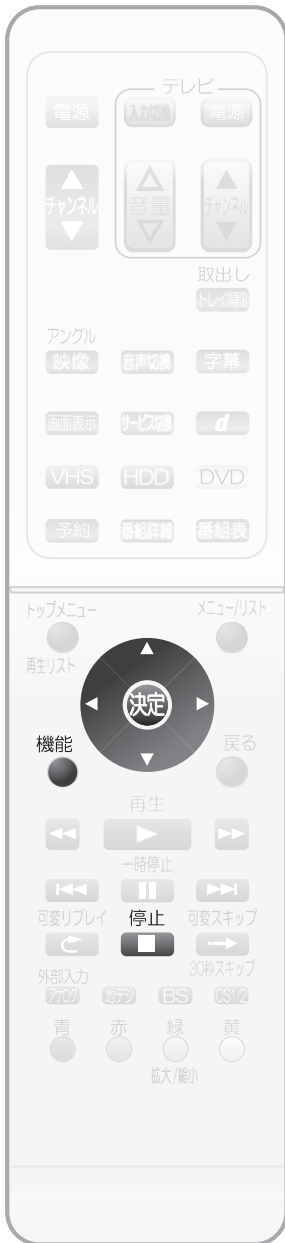 テレビ
電源 入力切換 電源
チャンネル 音量 チャンネル
取出し
トレイ開閉
アングル
映像 音声切換 字幕
画面表示 サービス切換 d
VHS HDD DVD
予約 番組詳細 番組表
トップメニュー メニュー/リスト
再生リスト
決定
機能 戻る
再生
一時停止
可変リプレイ 停止 可変スキップ
30秒スキップ
外部入力
アナログ 地デジ BS CS1/2
青 赤 緑 黄
拡大/縮小